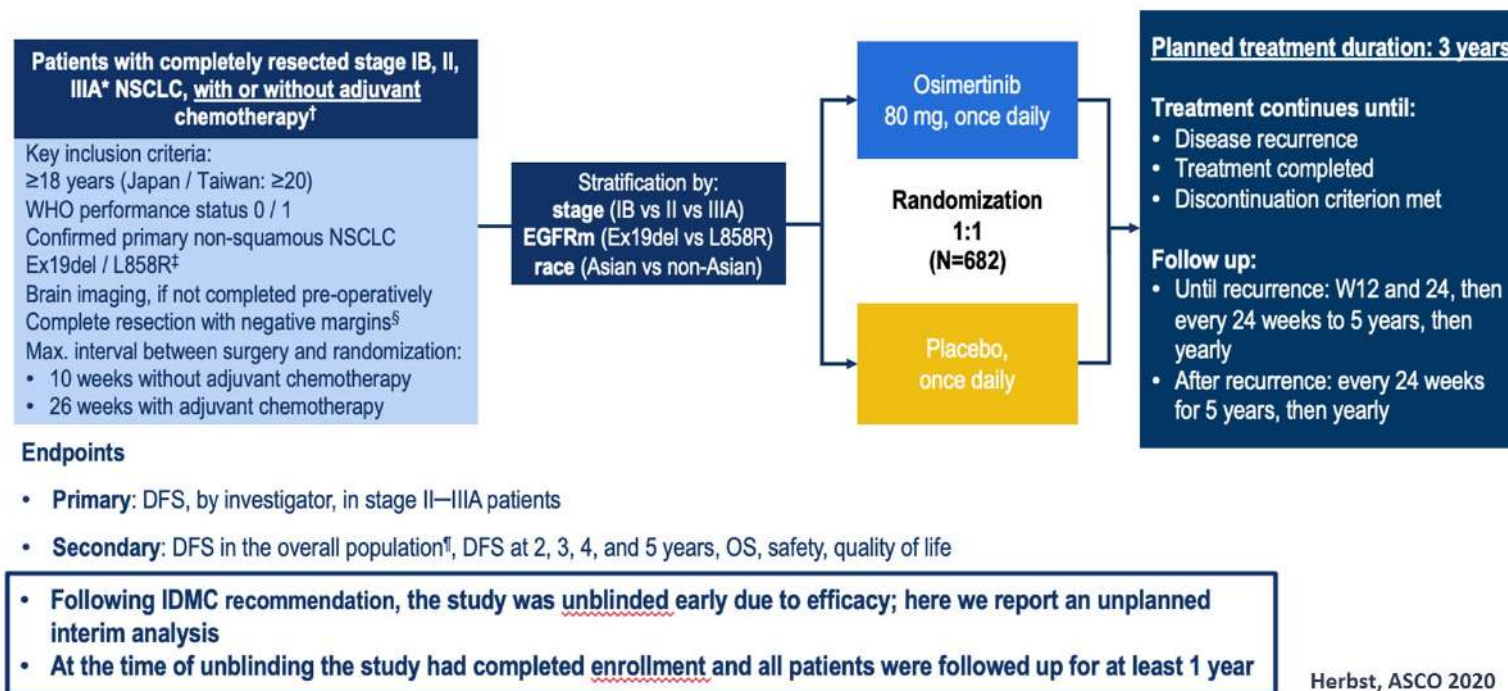 Patients with completely resected stage IB, II,
IIIA* NSCLC, with or without adjuvant
chemotherapy†
Key inclusion criteria:
≥18 years (Japan / Taiwan: ≥20)
WHO performance status 0 / 1
Confirmed primary non-squamous NSCLC
Ex19del / L858R‡
Brain imaging, if not completed pre-operatively
Complete resection with negative margins§
Max. interval between surgery and randomization:
• 10 weeks without adjuvant chemotherapy
• 26 weeks with adjuvant chemotherapy
Stratification by:
stage (IB vs II vs IIIA)
EGFRm (Ex19del vs L858R)
race (Asian vs non-Asian)
Osimertinib
80 mg, once daily
Randomization
1:1
(N=682)
Placebo,
once daily
Planned treatment duration: 3 years
Treatment continues until:
• Disease recurrence
• Treatment completed
• Discontinuation criterion met
Follow up:
• Until recurrence: W12 and 24, then
every 24 weeks to 5 years, then
yearly
• After recurrence: every 24 weeks
for 5 years, then yearly
Endpoints
• Primary: DFS, by investigator, in stage II–IIIA patients
• Secondary: DFS in the overall population¶, DFS at 2, 3, 4, and 5 years, OS, safety, quality of life
• Following IDMC recommendation, the study was unblinded early due to efficacy; here we report an unplanned
interim analysis
• At the time of unblinding the study had completed enrollment and all patients were followed up for at least 1 year
Herbst, ASCO 2020